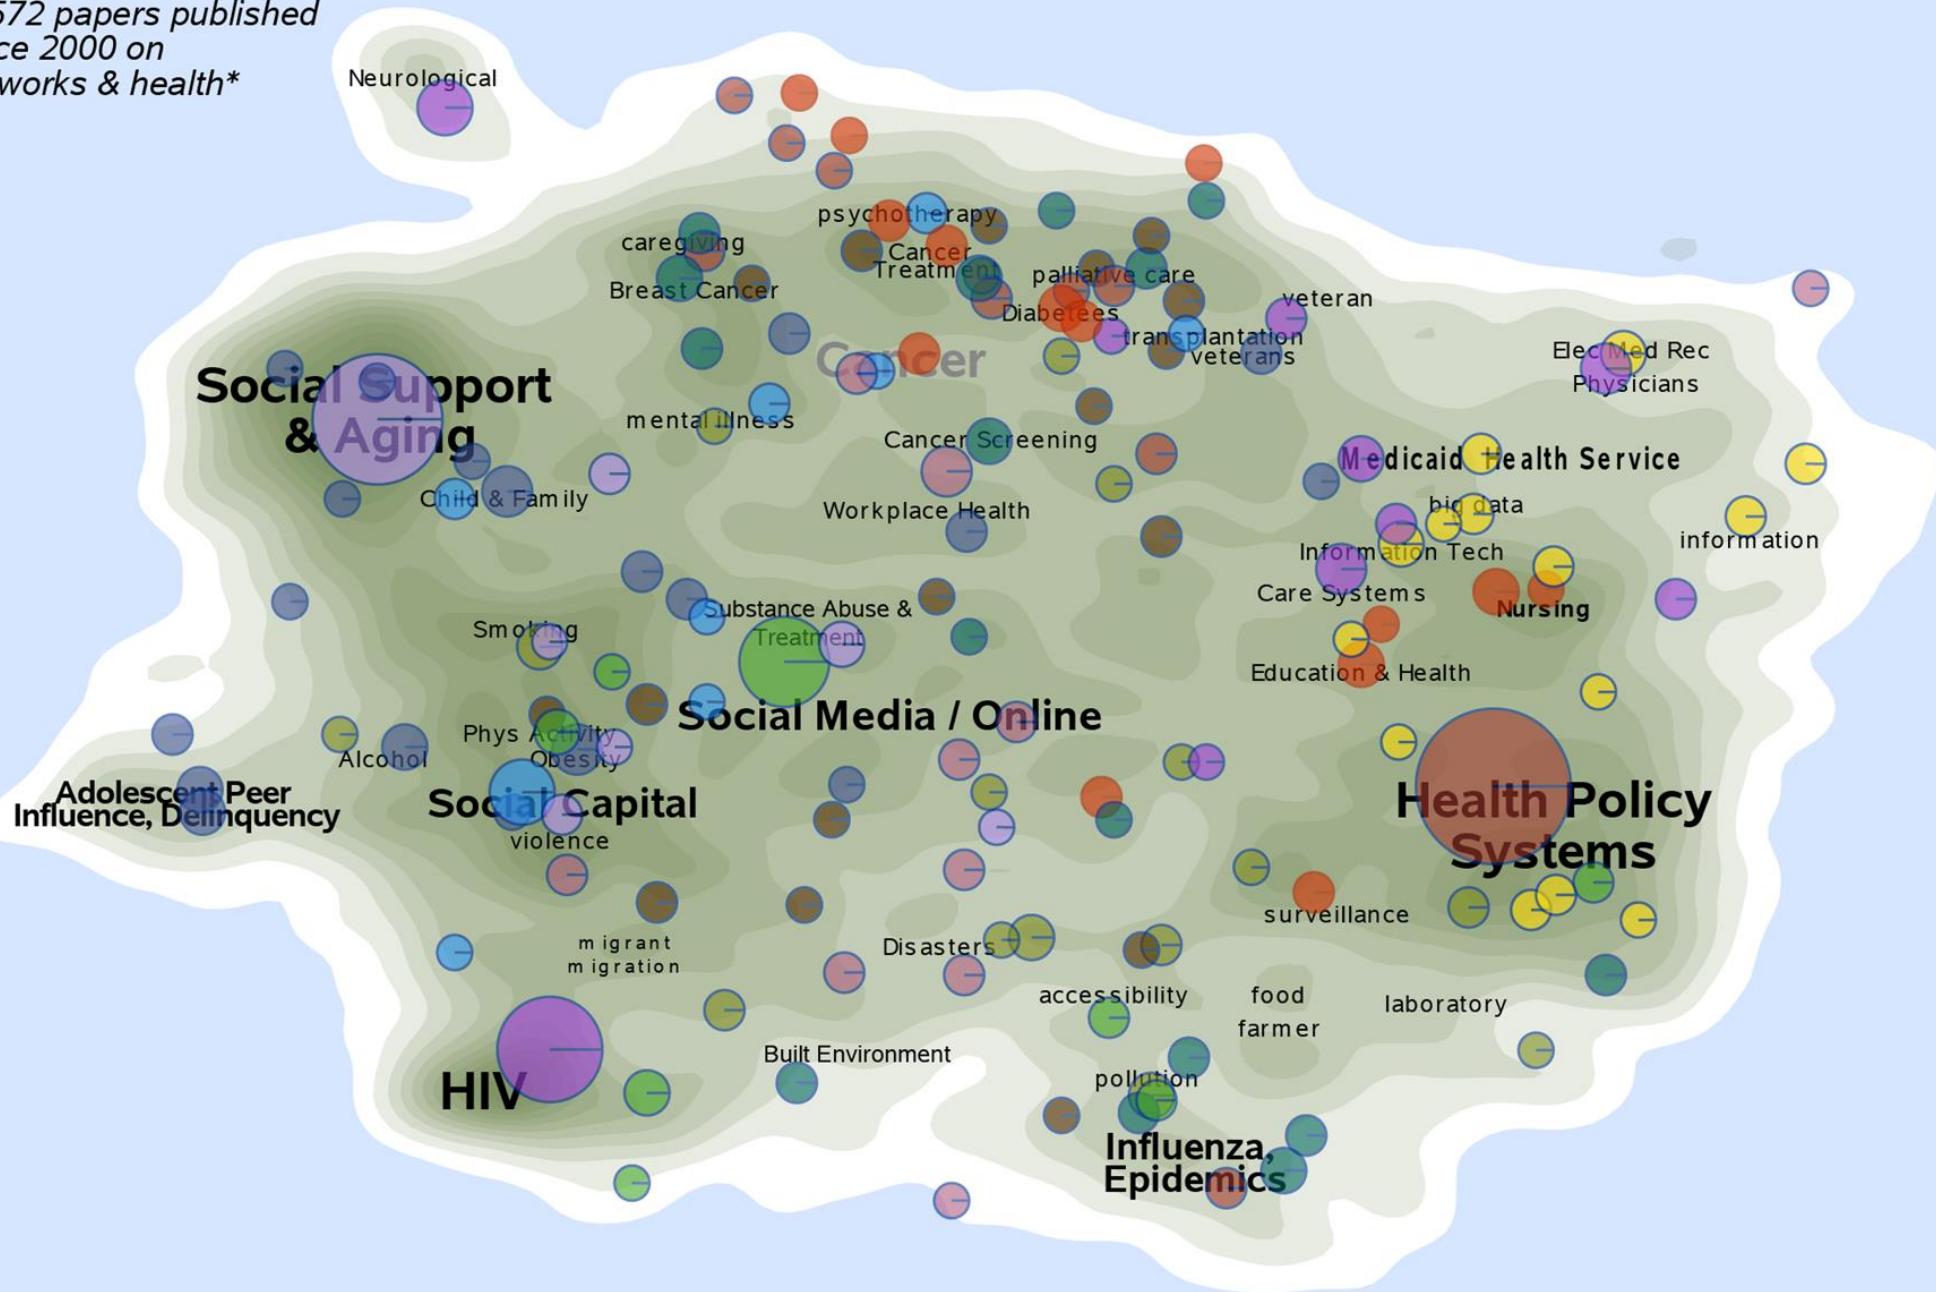 572 papers published
ce 2000 on
works & health*
Neurological
psychotherapy
caregiving
Cancer
Treatment
Breast Cancer
palliative care
Diabetees
veteran
transplantation
veterans
Cancer
Elec Med Rec
Physicians
Social Support
& Aging
mental illness
Cancer Screening
Medicaid Health Service
Child & Family
Workplace Health
big data
information
Information Tech
Care Systems
Nursing
Smoking
Substance Abuse &
Treatment
Education & Health
Social Media / Online
Phys Activity
Obesity
Alcohol
Adolescent Peer
Influence, Delinquency
Social Capital
violence
Health Policy
Systems
surveillance
migrant
migration
Disasters
accessibility
food
farmer
laboratory
Built Environment
HIV
pollution
Influenza,
Epidemics